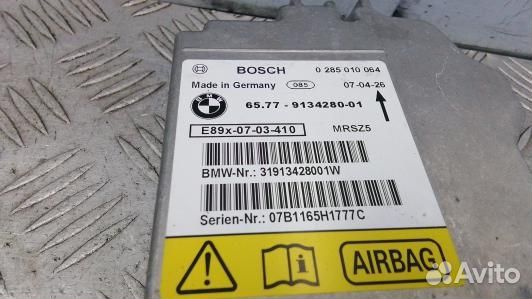 BOSCH 0 285 010 064
Made in Germany 085 07-04-26
BMW 65.77 - 9134280-01
E89x-07-03-410 MRSZ5
BMW-Nr.: 31913428001W
Serien-Nr.: 07B1165H1777C
AIRBAG
Avito